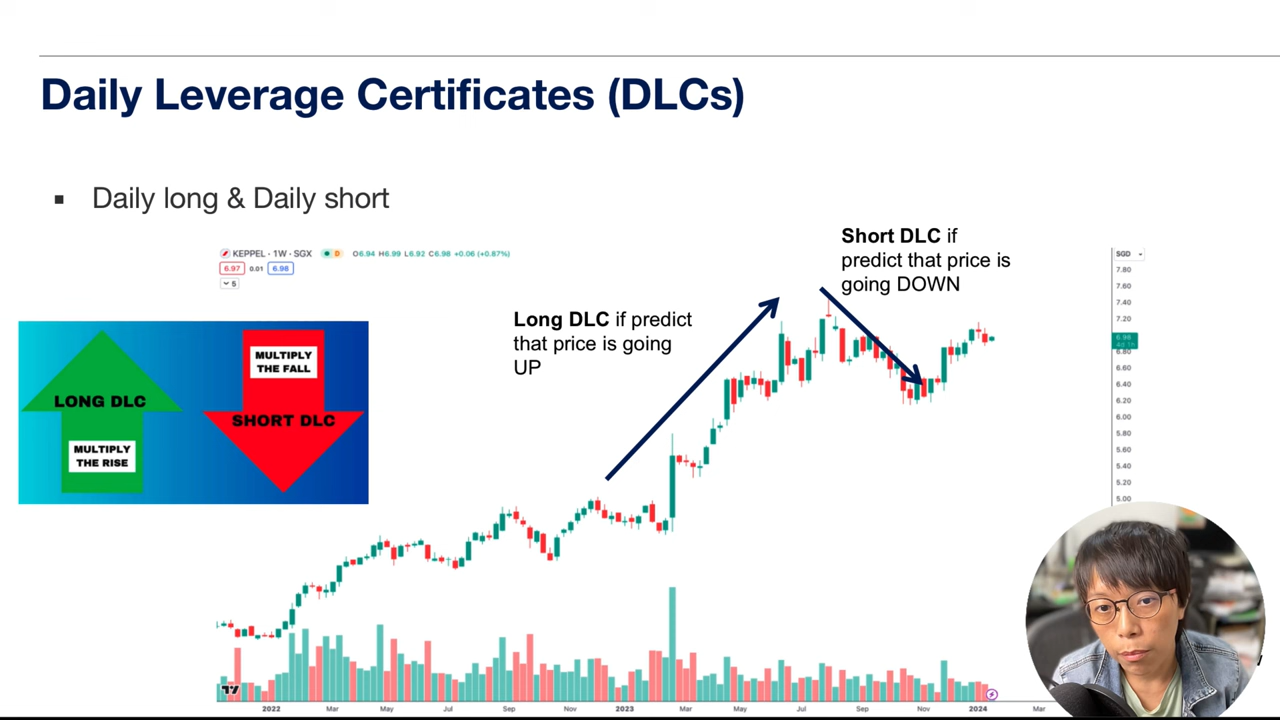 Daily Leverage Certificates (DLCs)
▪ Daily long & Daily short
KEPPEL · 1W · SGX D O6.94 H6.99 L6.92 C6.98 +0.06 (+0.87%)
6.97 0.01 6.98
5
Short DLC if
predict that price is
going DOWN
Long DLC if predict
that price is going
UP
MULTIPLY
THE FALL
LONG DLC
SHORT DLC
MULTIPLY
THE RISE
SGD
7.80
7.60
7.40
7.20
6.98
6.80
6.60
6.40
6.20
6.00
5.80
5.60
5.40
5.20
5.00
2022 Mar May Jul Sep Nov 2023 Mar May Jul Sep Nov 2024 Mar